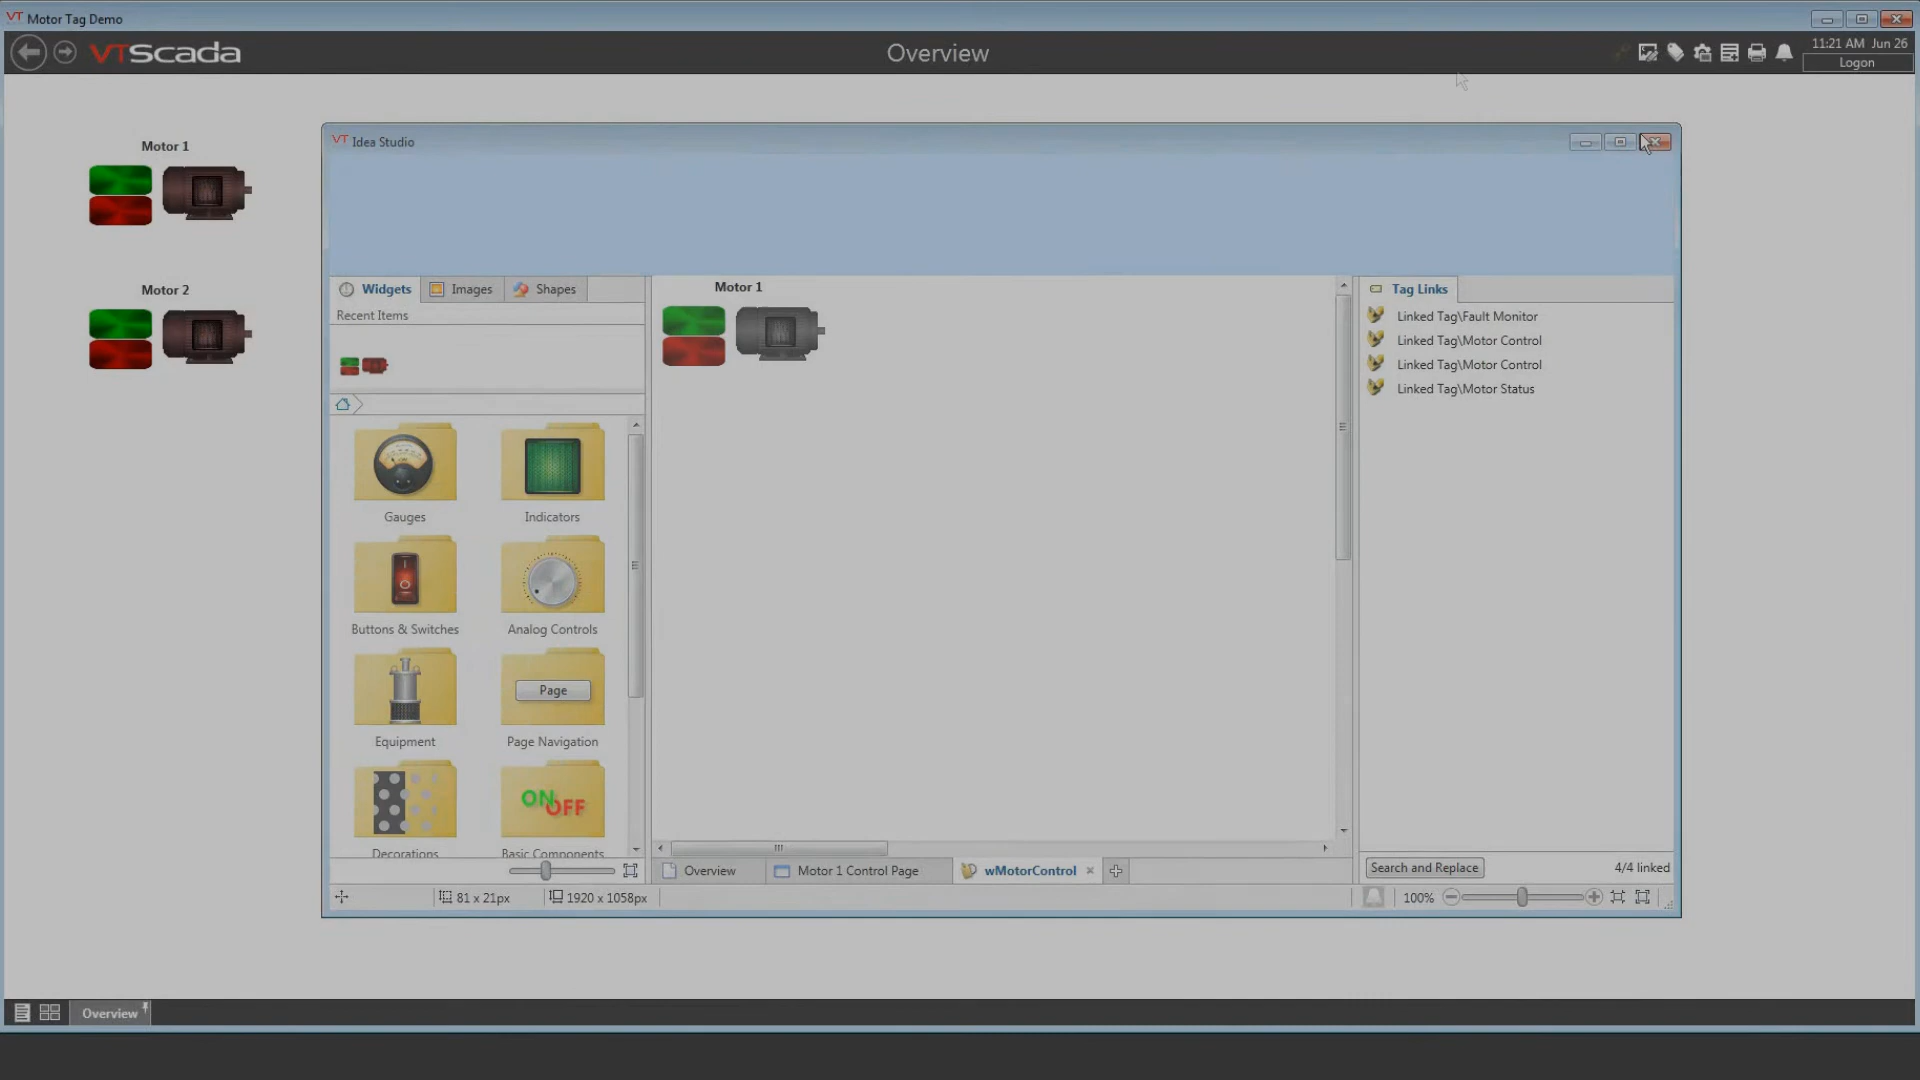 VT Motor Tag Demo
VTScada
Overview
11:21 AM Jun 26
Logon
Motor 1
Motor 2
VT Idea Studio
Widgets
Images
Shapes
Recent Items
Gauges
Indicators
Buttons & Switches
Analog Controls
Equipment
Page
Page Navigation
ON OFF
Decorations
Basic Components
Motor 1
Tag Links
Linked Tag\Fault Monitor
Linked Tag\Motor Control
Linked Tag\Motor Control
Linked Tag\Motor Status
Overview
Motor 1 Control Page
wMotorControl
Search and Replace
4/4 linked
81 x 21px
1920 x 1058px
100%
Overview